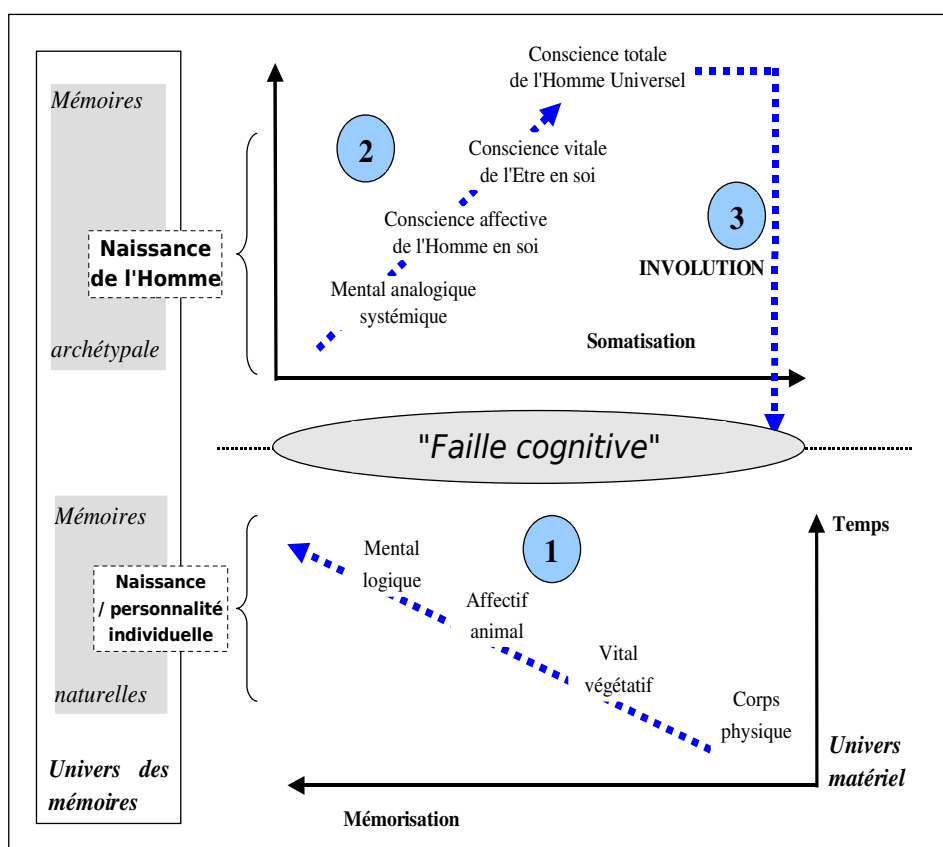 Conscience totale
de l'Homme Universel
Mémoires
2
Conscience vitale
de l'Etre en soi
Conscience affective
de l'Homme en soi
3
INVOLUTION
Naissance
de l'Homme
Mental analogique
systémique
archétypale
Somatisation
"Faille cognitive"
Mémoires
1
Temps
Mental
logique
Naissance
/ personnalité
individuelle
Affectif
animal
Vital
végétatif
naturelles
Corps
physique
Univers des
mémoires
Univers
matériel
Mémorisation